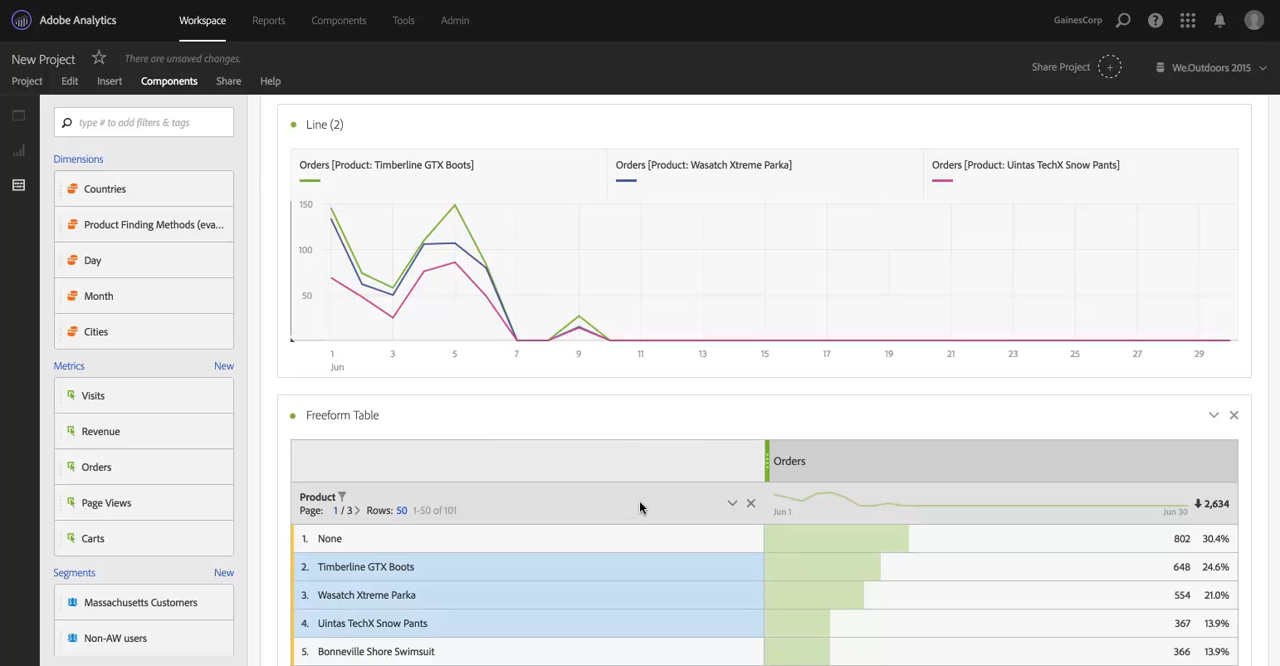 Adobe Analytics
Workspace
Reports
Components
Tools
Admin
GainesCorp
?
New Project
There are unsaved changes.
Project
Edit
Insert
Components
Share
Help
Share Project
+
We.Outdoors 2015
type # to add filters & tags
Dimensions
Countries
Product Finding Methods (eva...
Day
Month
Cities
Metrics
New
Visits
Revenue
Orders
Page Views
Carts
Segments
New
Massachusetts Customers
Non-AW users
Line (2)
Orders [Product: Timberline GTX Boots]
Orders [Product: Wasatch Xtreme Parka]
Orders [Product: Uintas TechX Snow Pants]
150
100
50
1 3 5 7 9 11 13 15 17 19 21 23 25 27 29
Jun
Freeform Table
Orders
Product
Page: 1 / 3 > Rooms: 50 1-50 of 101
Jun 1
Jun 30
2,634
1. None 802 30.4%
2. Timberline GTX Boots 648 24.6%
3. Wasatch Xtreme Parka 554 21.0%
4. Uintas TechX Snow Pants 367 13.9%
5. Bonneville Shore Swimsuit 366 13.9%